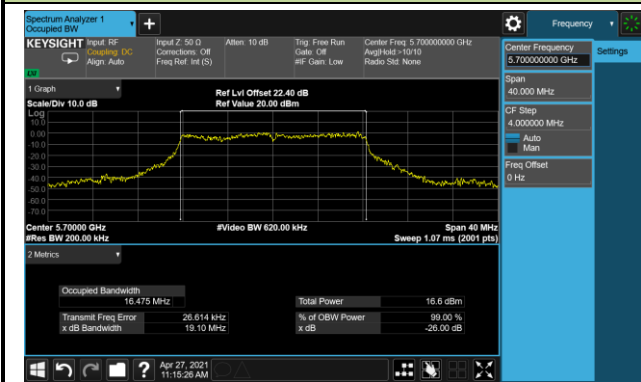 Spectrum Analyzer 1
Occupied BW
+
Frequency
KEYSIGHT
Input: RF
Coupling: DC
Align: Auto
Input Z: 50 Ω
Corrections: Off
Freq Ref: Int (S)
Atten: 10 dB
Trig: Free Run
Gate: Off
#IF Gain: Low
Center Freq: 5.700000000 GHz
Avg|Hold:>10/10
Radio Std: None
Center Frequency
5.700000000 GHz
Settings
Span
40.000 MHz
CF Step
4.000000 MHz
Auto
Man
Freq Offset
0 Hz
1 Graph
Scale/Div 10.0 dB
Ref Lvl Offset 22.40 dB
Ref Value 20.00 dBm
Log
10.0
0.00
-10.0
-20.0
-30.0
-40.0
-50.0
-60.0
-70.0
Center 5.70000 GHz
#Video BW 620.00 kHz
Span 40 MHz
#Res BW 200.00 kHz
Sweep 1.07 ms (2001 pts)
2 Metrics
Occupied Bandwidth
16.475 MHz
Total Power
16.6 dBm
Transmit Freq Error
26.614 kHz
% of OBW Power
99.00 %
x dB Bandwidth
19.10 MHz
x dB
-26.00 dB
?
Apr 27, 2021
11:15:26 AM